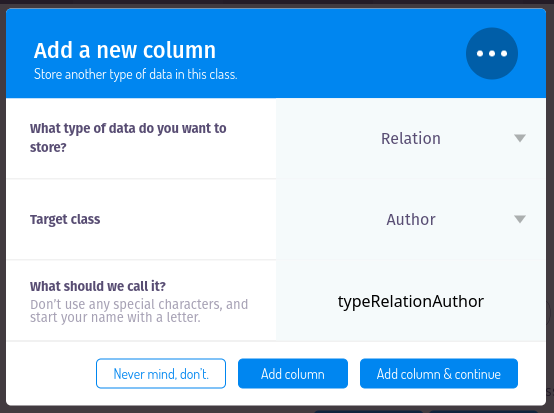 Add a new column
Store another type of data in this class.
What type of data do you want to
store?
Relation
Target class
Author
What should we call it?
Don't use any special characters, and
start your name with a letter.
typeRelationAuthor
Never mind, don't.
Add column
Add column & continue